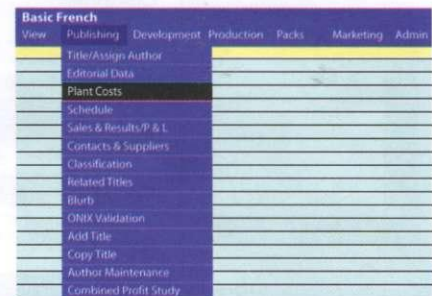 Basic French
View Publishing Development Production Packs Marketing Admin
Title/Assign Author
Editorial Data
Plant Costs
Schedule
Sales & Results/P & L
Contacts & Suppliers
Classification
Related Titles
Blurb
ONIX Validation
Add Title
Copy Title
Author Maintenance
Combined Profit Study